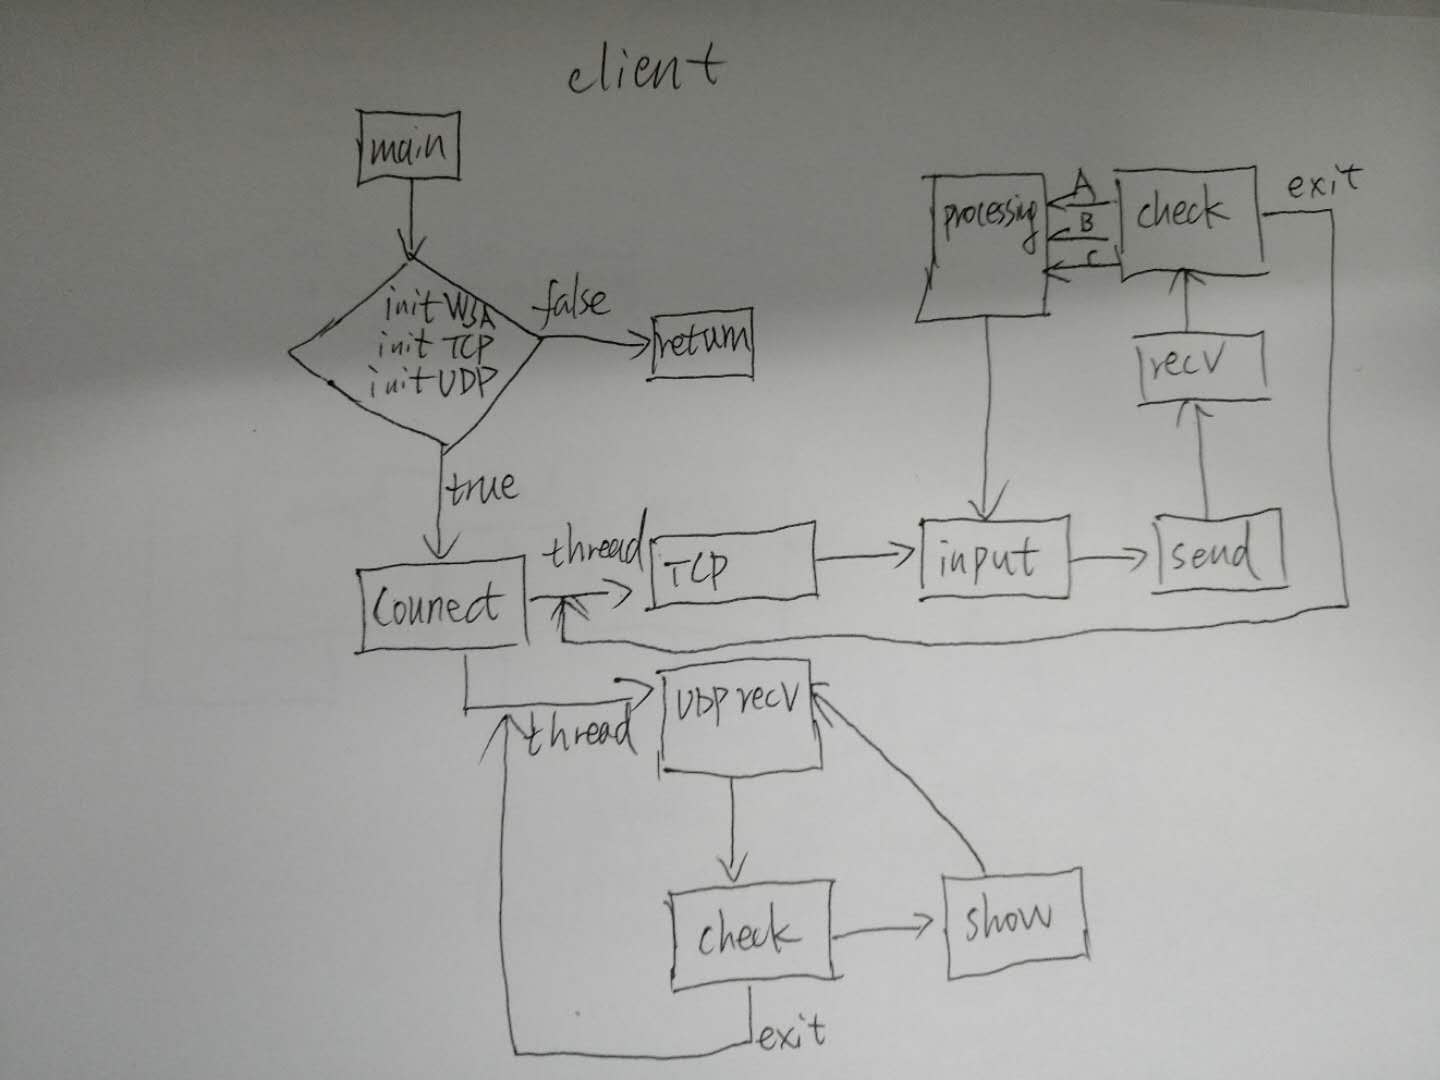 client
main
init WSA
init TCP
init UDP
false
return
true
Connect
thread
TCP
input
send
recv
check
exit
A
B
C
processing
thread
UDP recv
check
show
exit